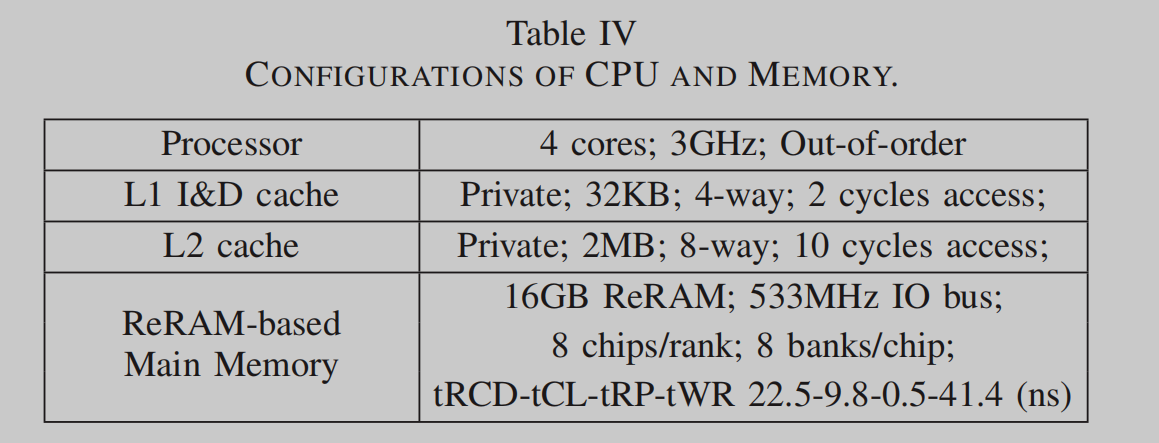 Table IV
CONFIGURATIONS OF CPU AND MEMORY.
Processor
4 cores; 3GHz; Out-of-order
L1 I&D cache
Private; 32KB; 4-way; 2 cycles access;
L2 cache
Private; 2MB; 8-way; 10 cycles access;
ReRAM-based
Main Memory
16GB ReRAM; 533MHz IO bus;
8 chips/rank; 8 banks/chip;
tRCD-tCL-tRP-tWR 22.5-9.8-0.5-41.4 (ns)